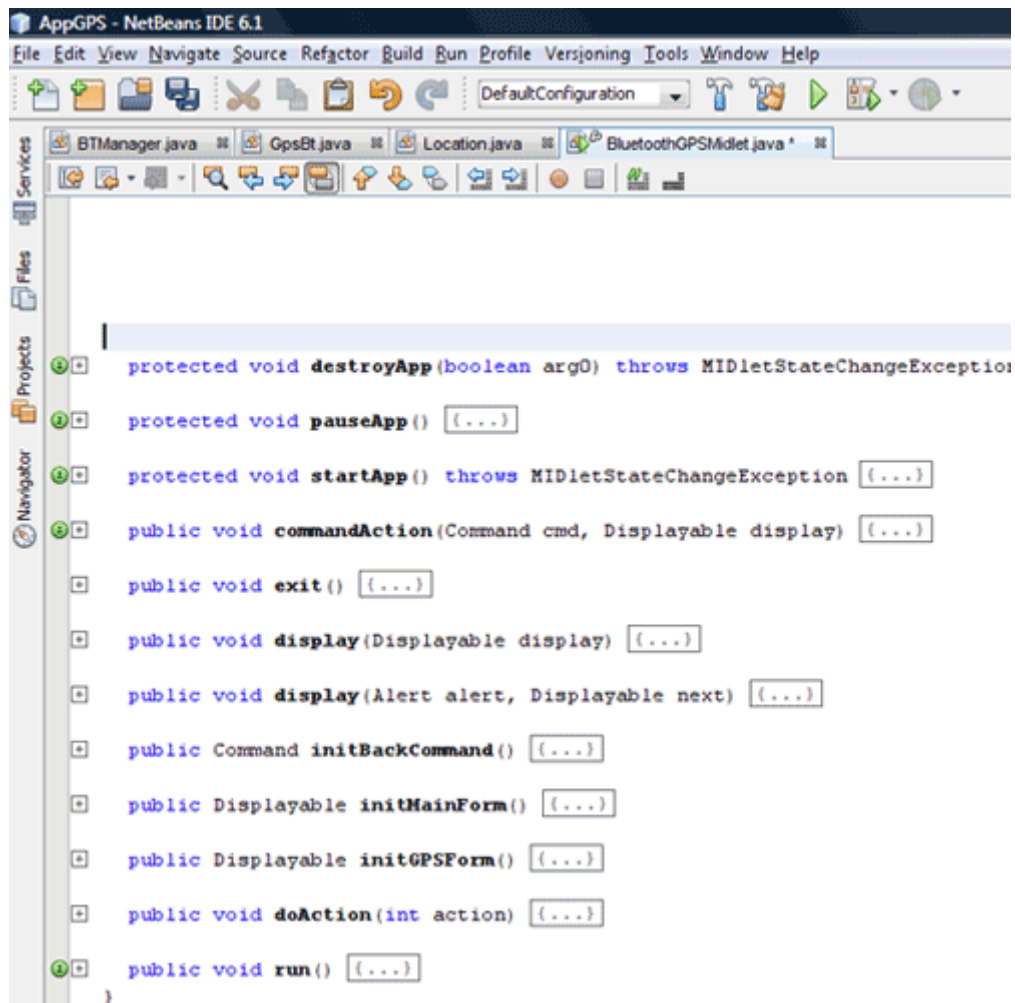 AppGPS - NetBeans IDE 6.1
File Edit View Navigate Source Refactor Build Run Profile Versioning Tools Window Help
DefaultConfiguration
BTManager.java GpsBt.java Location.java BluetoothGPSMidlet.java *
Services
Files
Projects
Navigator
protected void destroyApp(boolean arg0) throws MIDletStateChangeException
protected void pauseApp() {...}
protected void startApp() throws MIDletStateChangeException {...}
public void commandAction(Command cmd, Displayable display) {...}
public void exit() {...}
public void display(Displayable display) {...}
public void display(Alert alert, Displayable next) {...}
public Command initBackCommand() {...}
public Displayable initMainForm() {...}
public Displayable initGPSForm() {...}
public void doAction(int action) {...}
public void run() {...}
}